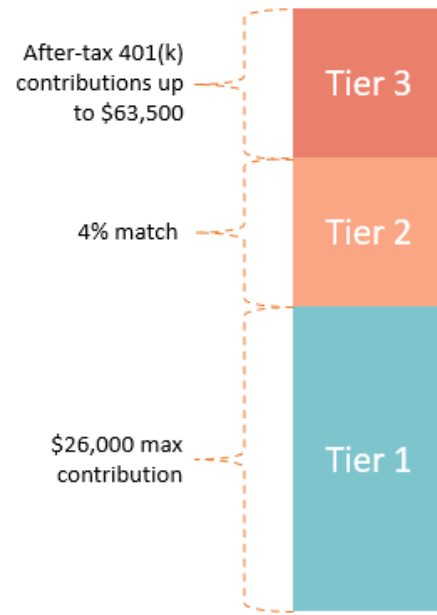 After-tax 401(k)
contributions up
to $63,500
Tier 3
4% match
Tier 2
$26,000 max
contribution
Tier 1